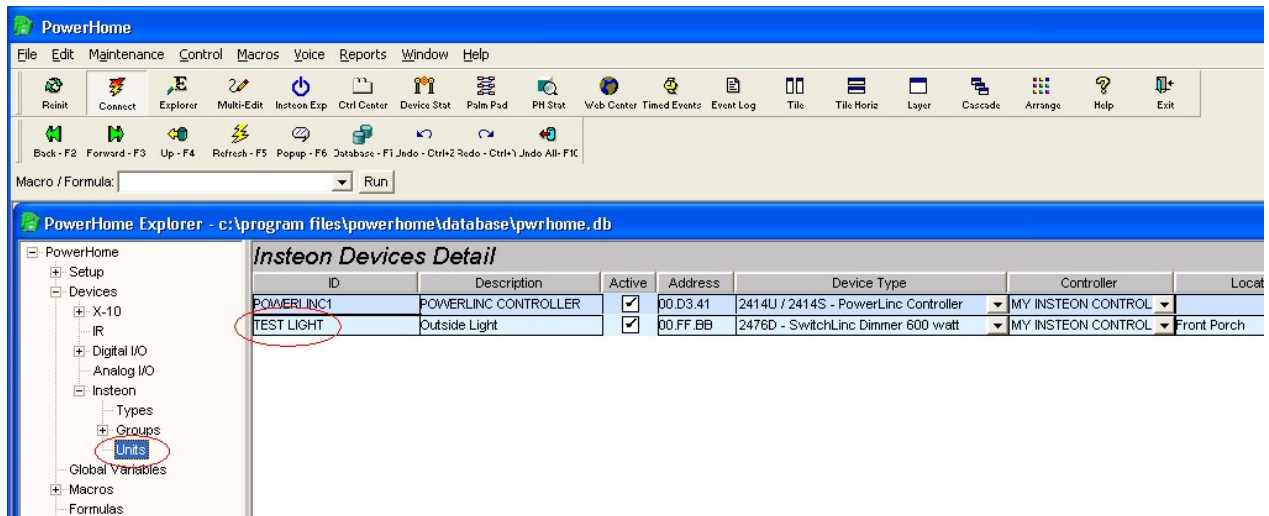 PowerHome
File Edit Maintenance Control Macros Voice Reports Window Help
Reinit Connect Explorer Multi-Edit Insteon Exp Ctrl Center Device Stat Palm Pad PH Stat Web Center Timed Events Event Log Tile Tile Horiz Layer Cascade Arrange Help Exit
Back - F2 Forward - F3 Up - F4 Refresh - F5 Popup - F6 Database - F7 Undo - Ctrl+Z Redo - Ctrl+Y Undo All- F10
Macro / Formula: Run
PowerHome Explorer - c:\program files\powerhome\database\pwrhome.db
PowerHome
Setup
Devices
X-10
IR
Digital I/O
Analog I/O
Insteon
Types
Groups
Units
Global Variables
Macros
Formulas
Insteon Devices Detail
ID Description Active Address Device Type Controller Locat
POWERLINC1 POWERLINC CONTROLLER 00.D3.41 2414U / 2414S - PowerLinc Controller MY INSTEON CONTROL
TEST LIGHT Outside Light 00.FF.BB 2476D - SwitchLinc Dimmer 600 watt MY INSTEON CONTROL Front Porch